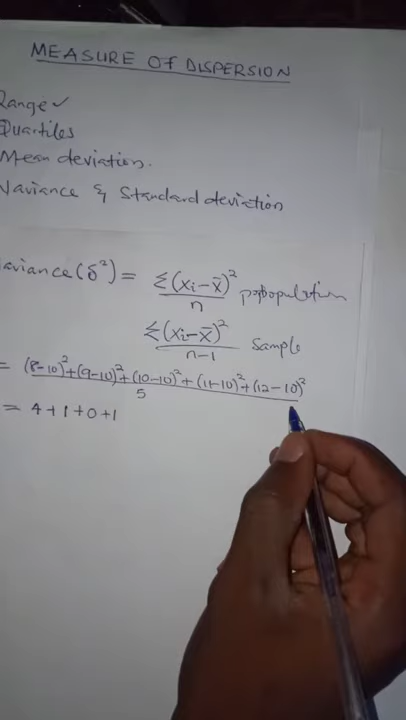 MEASURE OF DISPERSION
Range ✓
Quartiles
Mean deviation.
Variance & Standard deviation
ariance (δ²) = Σ(xi - x̄)² / n population
Σ(xi - x̄)² / n-1 Sample
= (8-10)²+(9-10)²+(10-10)²+(11-10)²+(12-10)² / 5
= 4+1+0+1